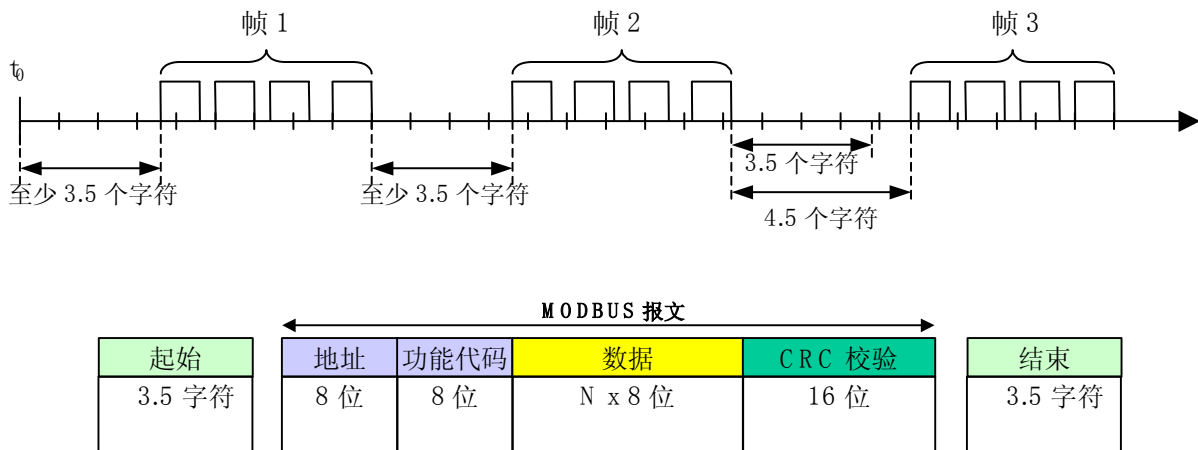 帧 1 帧 2 帧 3
t0
3.5 个字符
至少 3.5 个字符 至少 3.5 个字符
4.5 个字符
MODBUS 报文
起始 地址 功能代码 数据 CRC 校验 结束
3.5 字符 8 位 8 位 N x 8 位 16 位 3.5 字符